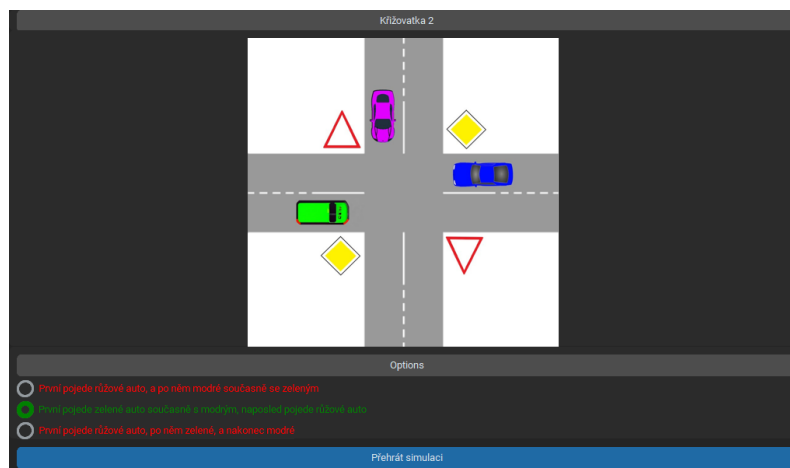 Křižovatka 2
Options
První pojede růžové auto, a po něm modré současně se zeleným
První pojede zelené auto současně s modrým, naposled pojede růžové auto
První pojede růžové auto, po něm zelené, a nakonec modré
Přehrát simulaci